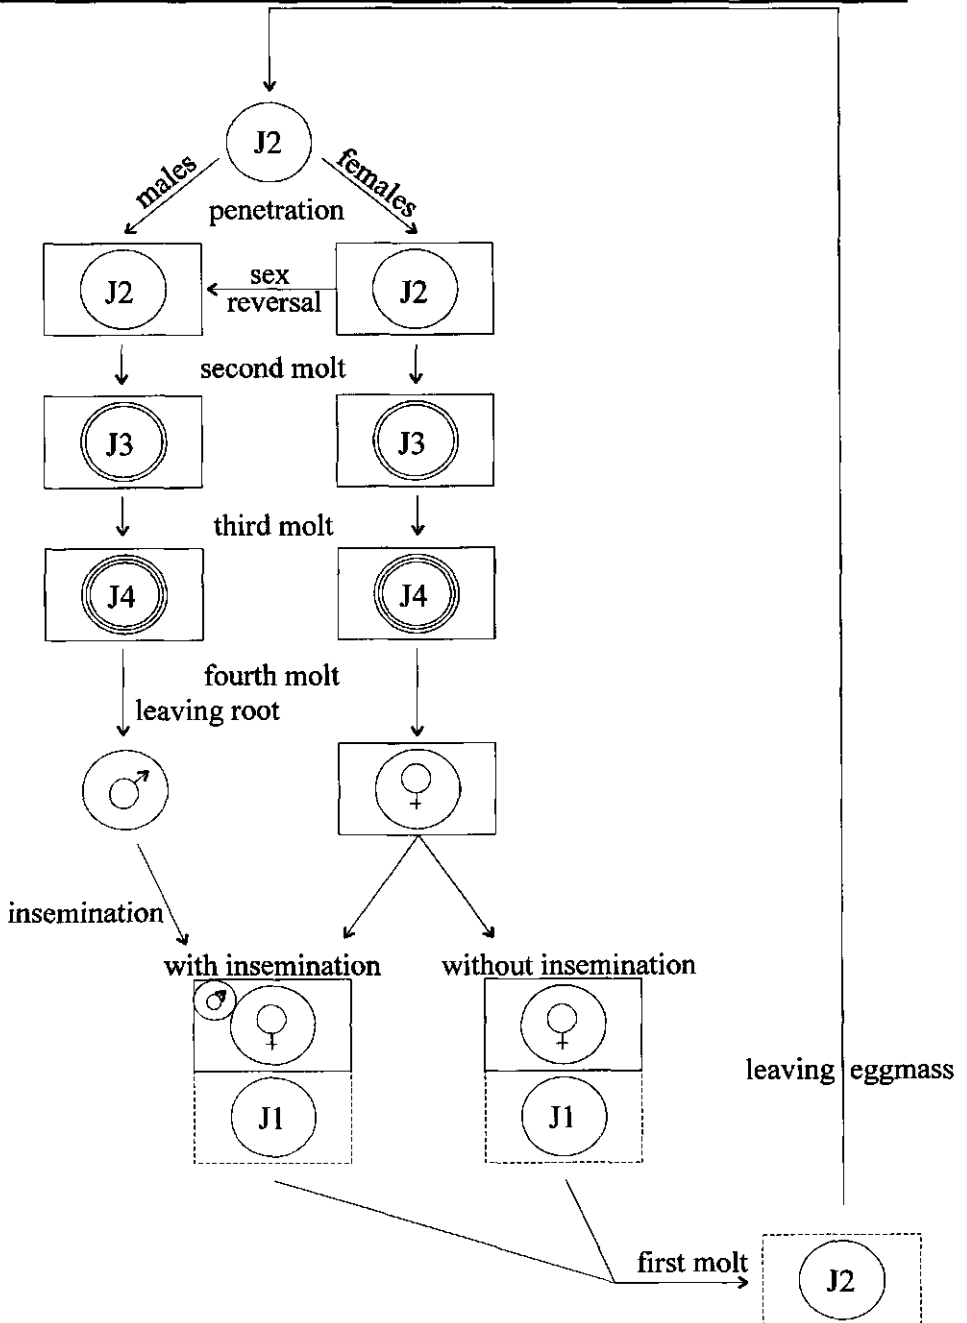 J2
males
females
penetration
J2
sex
reversal
J2
second molt
J3
J3
third molt
J4
J4
fourth molt
leaving root
♂
♀
insemination
with insemination
without insemination
♂
♀
♀
leaving eggmass
J1
J1
first molt
J2